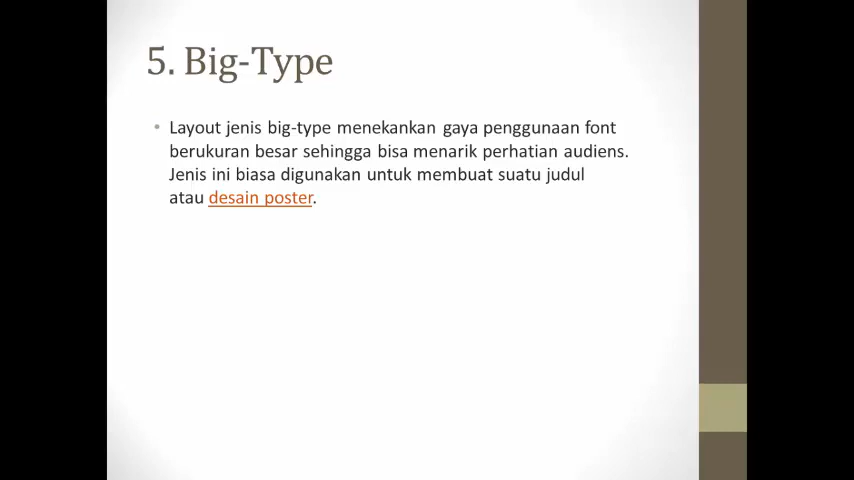 5. Big-Type
• Layout jenis big-type menekankan gaya penggunaan font
berukuran besar sehingga bisa menarik perhatian audiens.
Jenis ini biasa digunakan untuk membuat suatu judul
atau desain poster.